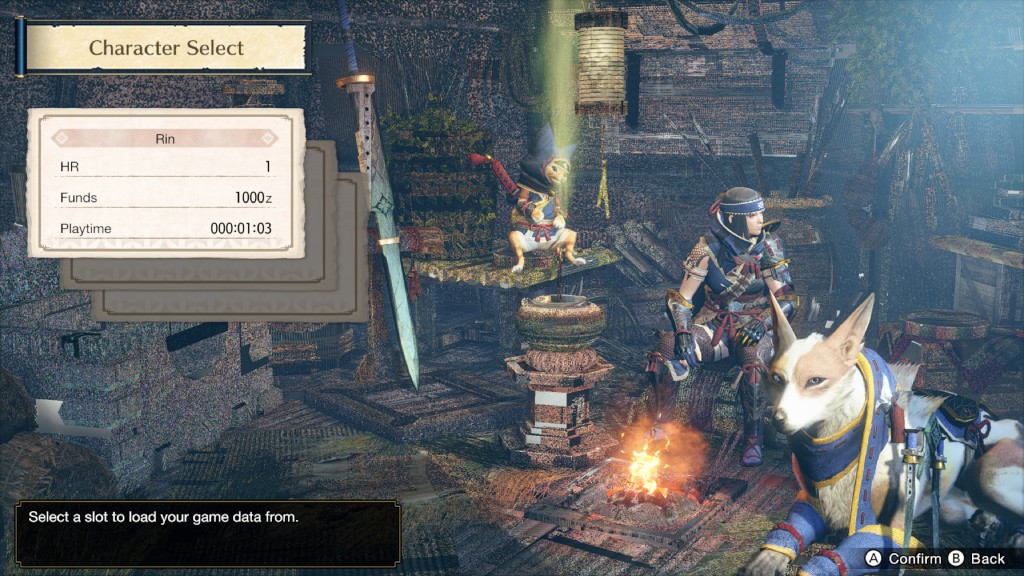 Character Select
Rin
HR 1
Funds 1000z
Playtime 000:01:03
Select a slot to load your game data from.
A Confirm B Back